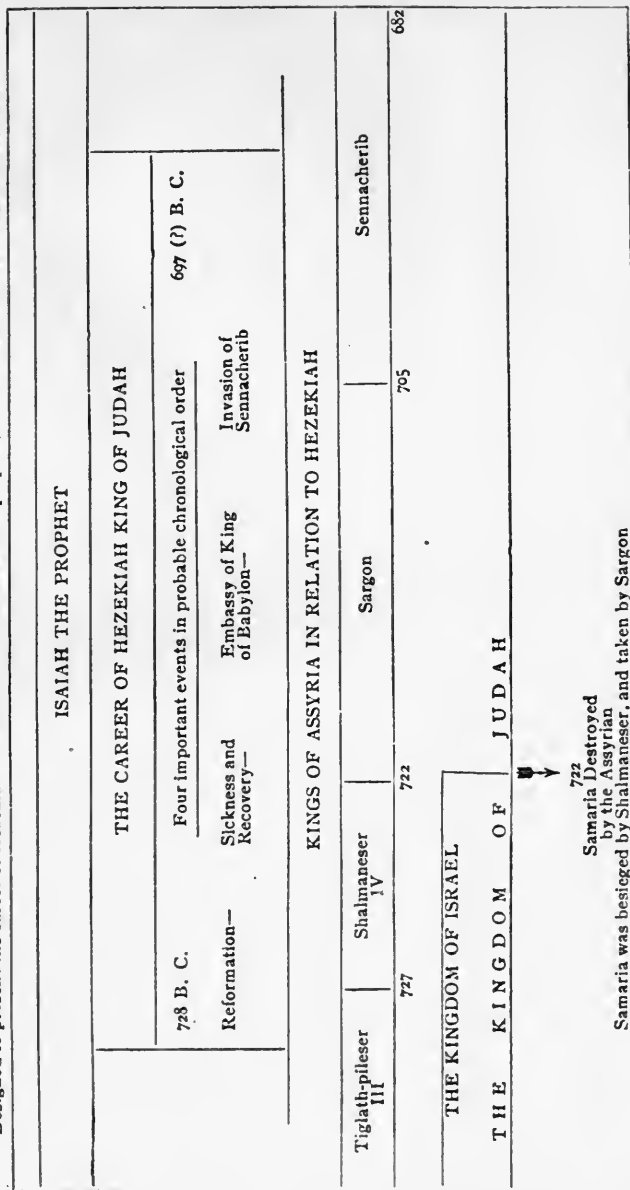 ISAIAH THE PROPHET
THE CAREER OF HEZEKIAH KING OF JUDAH
728 B. C. Four important events in probable chronological order 697 (?) B. C.
Reformation— Sickness and Recovery— Embassy of King of Babylon— Invasion of Sennacherib
KINGS OF ASSYRIA IN RELATION TO HEZEKIAH
Tiglath-pileser III Shalmaneser IV Sargon Sennacherib
727 722 705 682
THE KINGDOM OF ISRAEL
THE KINGDOM OF JUDAH
722
Samaria Destroyed
by the Assyrian
Samaria was besieged by Shalmaneser, and taken by Sargon